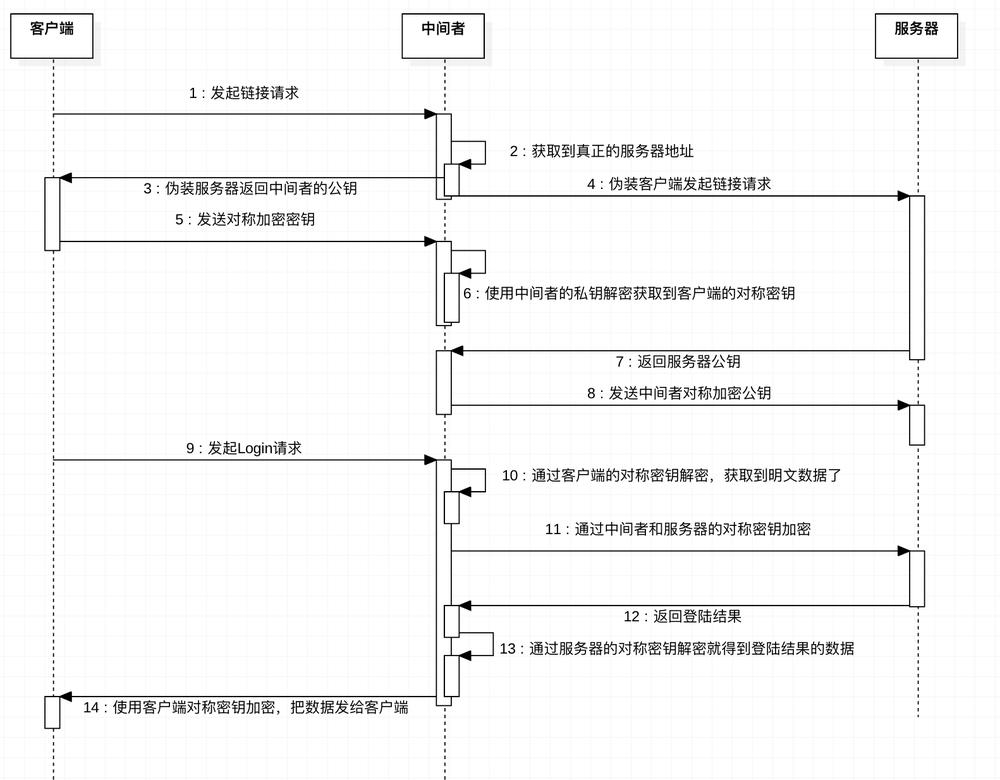 客户端
中间者
服务器
1：发起链接请求
2：获取到真正的服务器地址
3：伪装服务器返回中间者的公钥
4：伪装客户端发起链接请求
5：发送对称加密密钥
6：使用中间者的私钥解密获取到客户端的对称密钥
7：返回服务器公钥
8：发送中间者对称加密公钥
9：发起Login请求
10：通过客户端的对称密钥解密，获取到明文数据了
11：通过中间者和服务器的对称密钥加密
12：返回登陆结果
13：通过服务器的对称密钥解密就得到登陆结果的数据
14：使用客户端对称密钥加密，把数据发给客户端